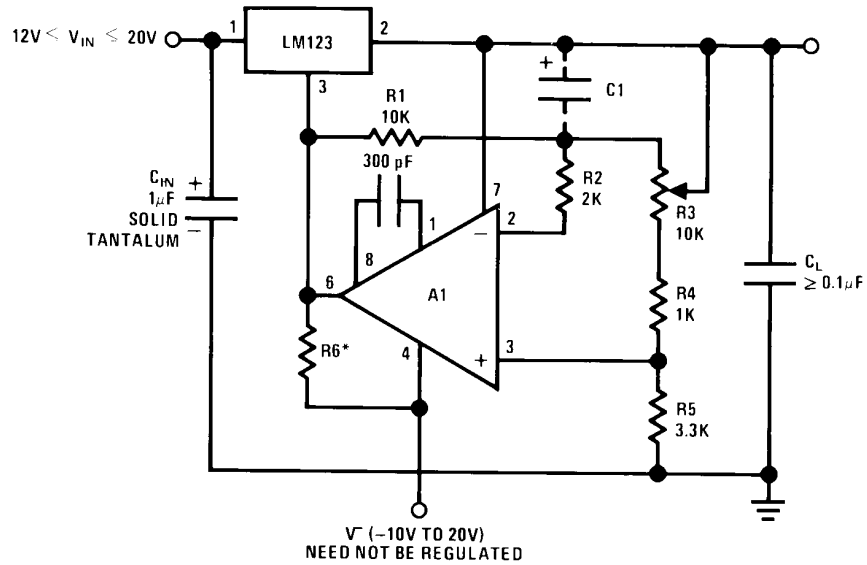 12V < VIN ≤ 20V
1
LM123
2
3
+
C1
R1
10K
300 pF
CIN
1μF
SOLID
TANTALUM
+
−
7
R2
2K
R3
10K
1
2
−
8
6
A1
CL
≥ 0.1μF
R4
1K
R6*
4
+
3
R5
3.3K
V⁻ (−10V TO 20V)
NEED NOT BE REGULATED